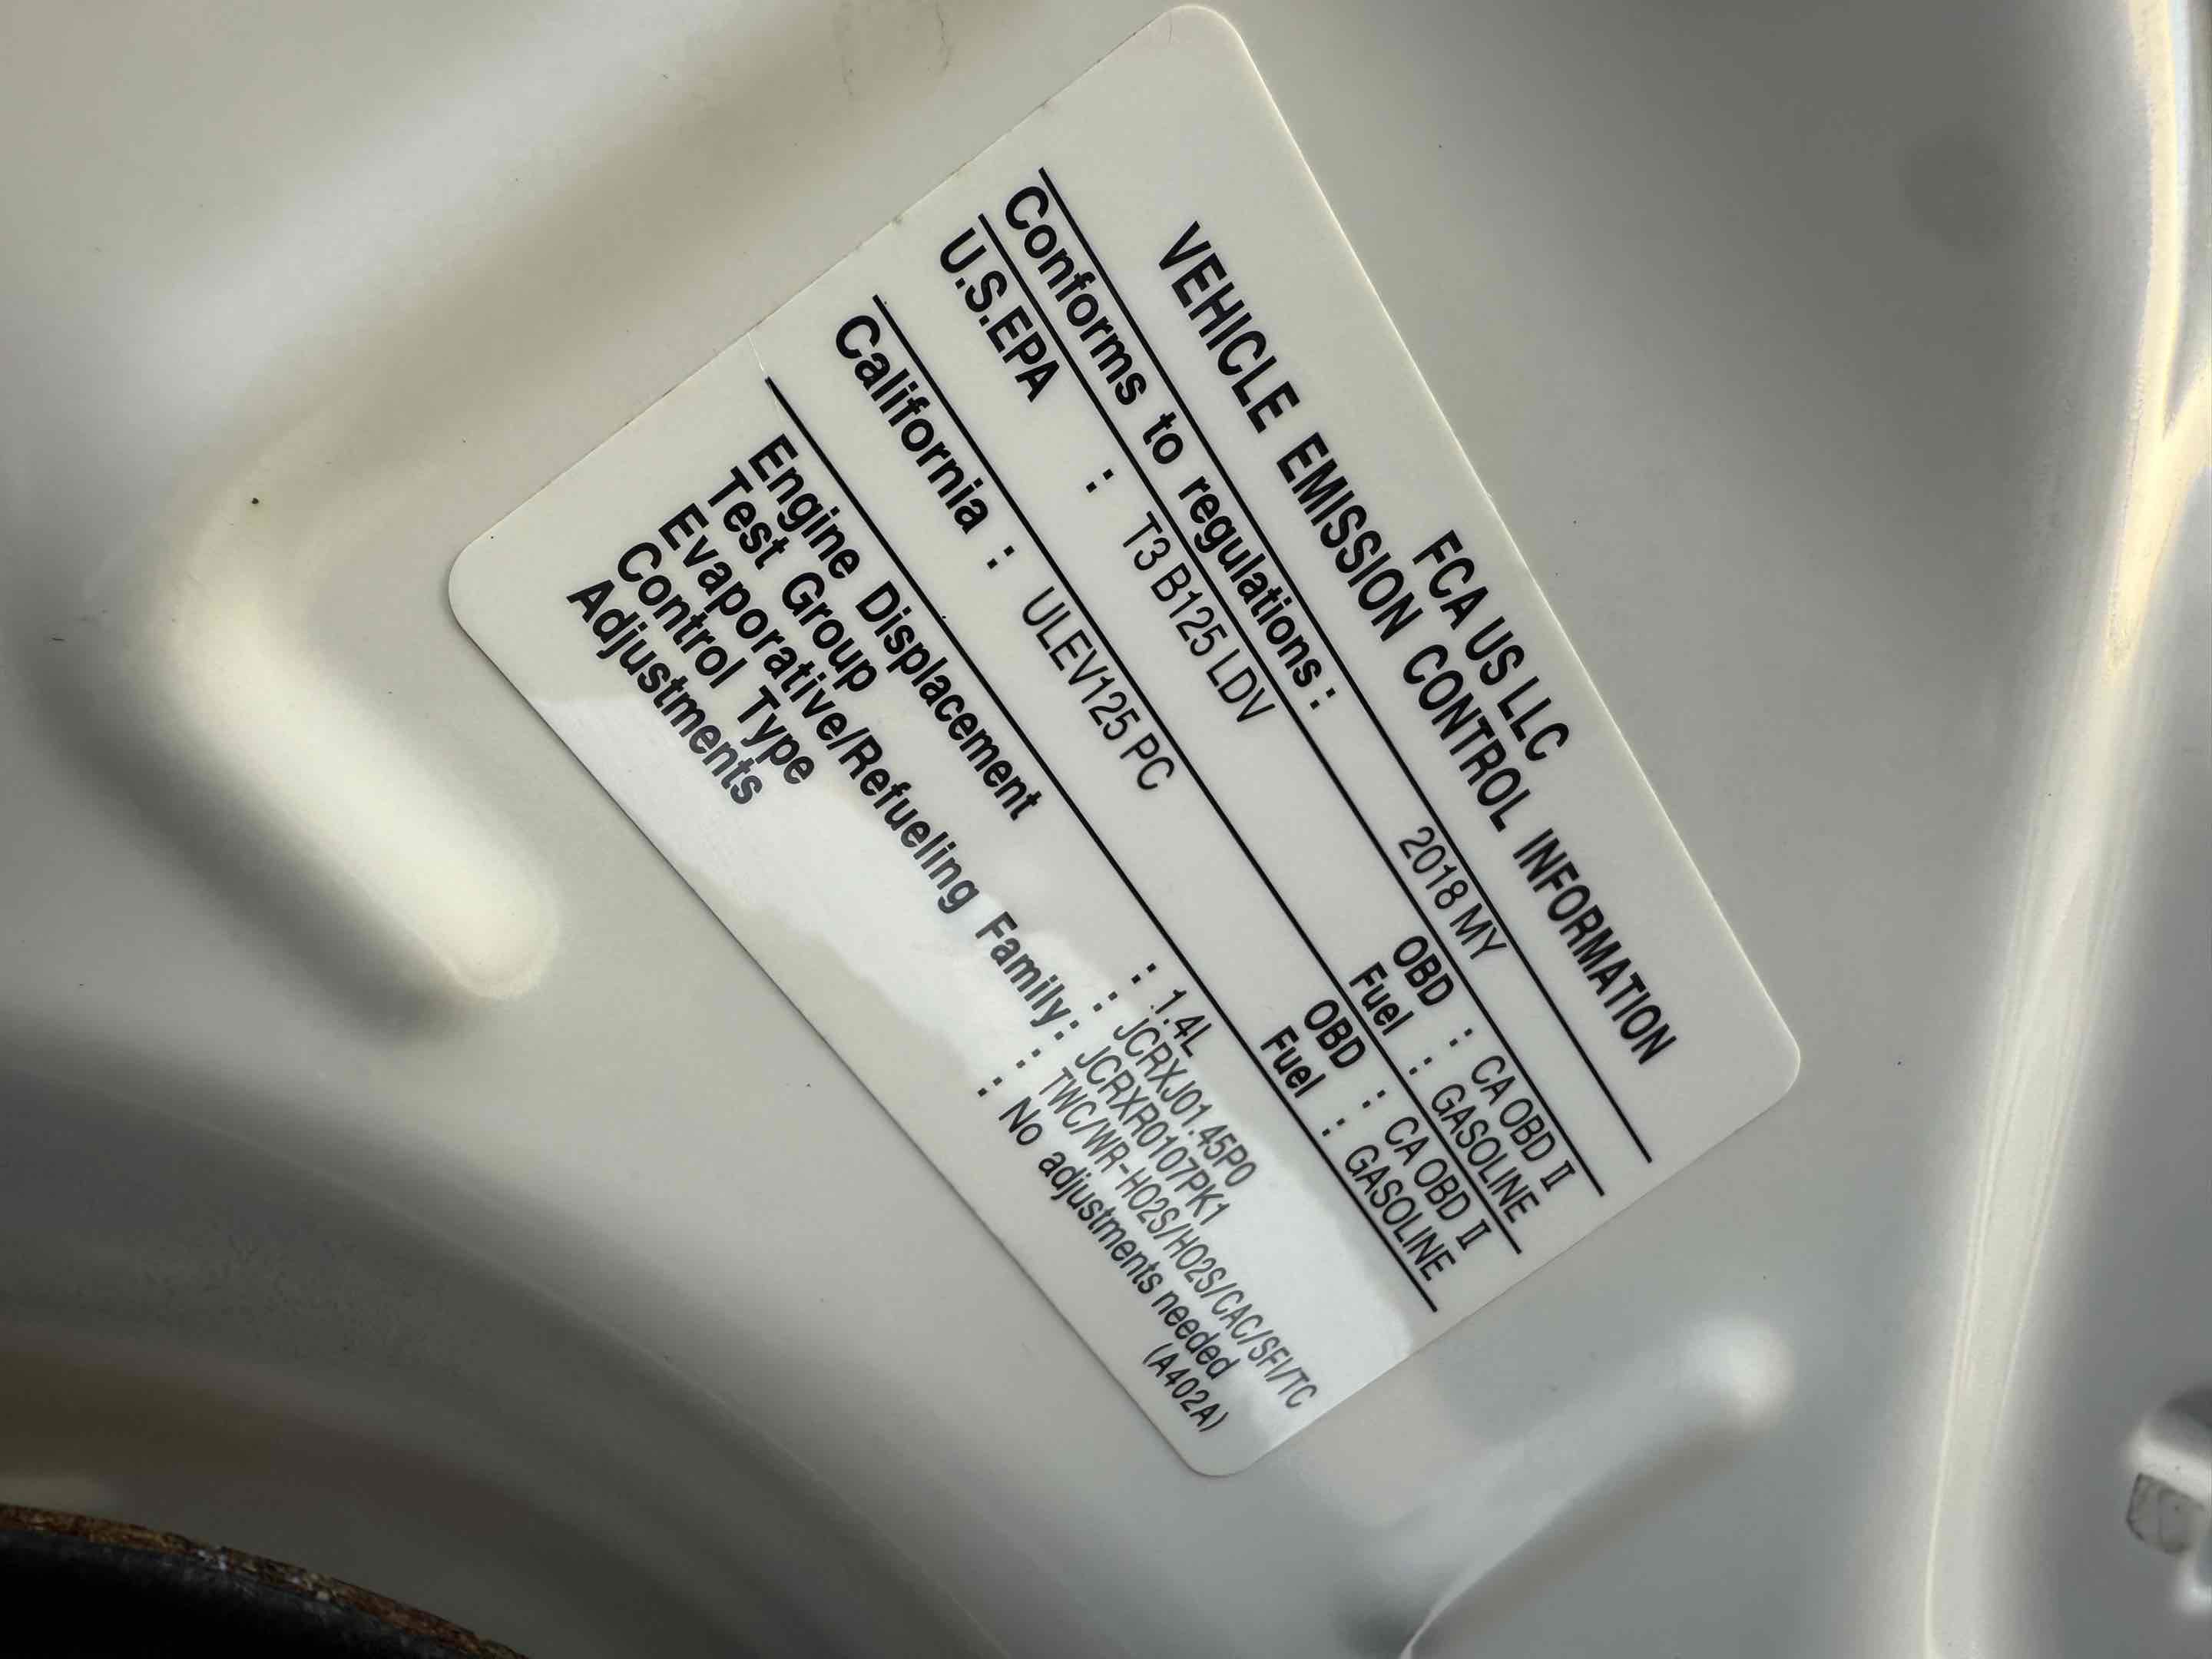 FCA US LLC
VEHICLE EMISSION CONTROL INFORMATION
Conforms to regulations : 2018 MY
U.S.EPA : T3 B125 LDV OBD : CA OBD II
Fuel : GASOLINE
California : ULEV125 PC OBD : CA OBD II
Fuel : GASOLINE
Engine Displacement : 1.4L
Test Group : JCRXJ01.45P0
Evaporative/Refueling Family : JCRXR0107PK1
Control Type : TWC/WR-HO2S/HO2S/CAC/SFI/TC
Adjustments : No adjustments needed
(A402A)